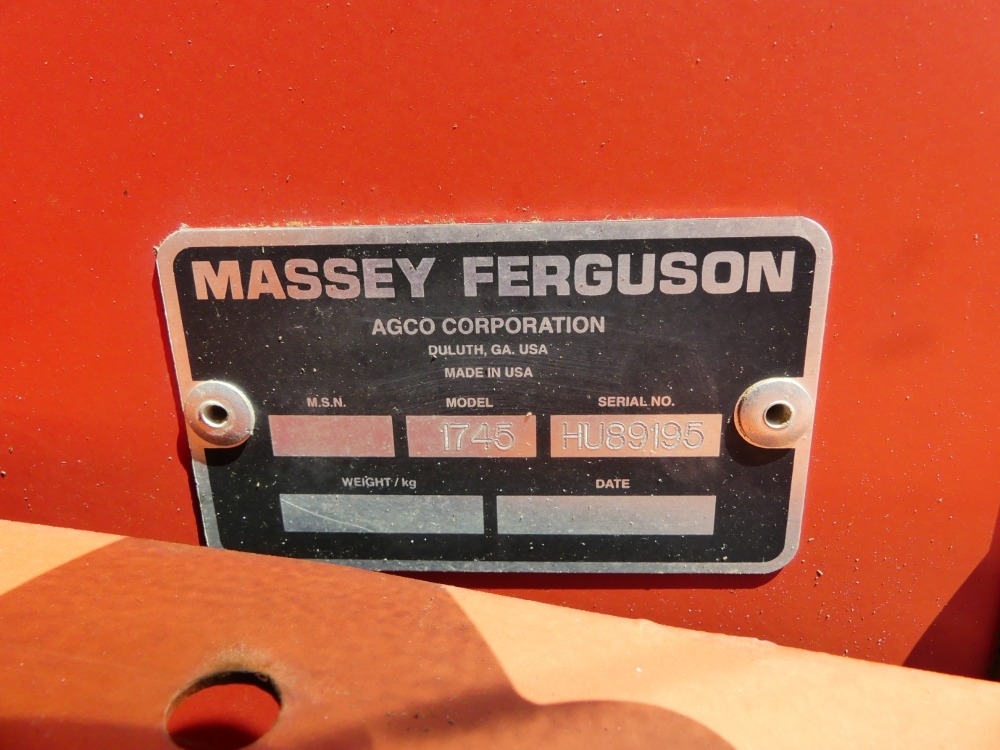 MASSEY FERGUSON
AGCO CORPORATION
DULUTH, GA. USA
MADE IN USA
M.S.N. MODEL SERIAL NO.
1745 HU89195
WEIGHT / kg DATE